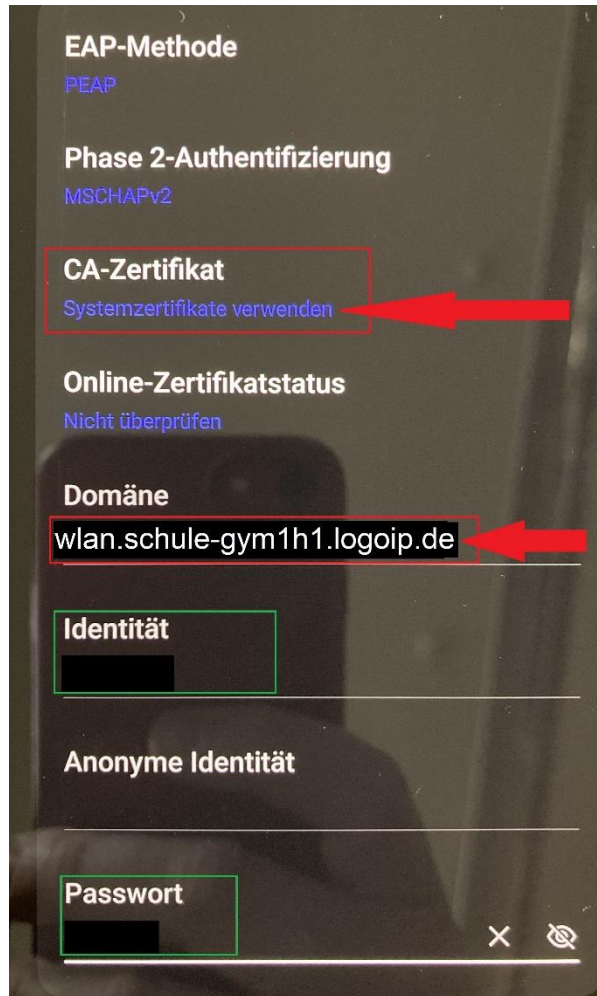 EAP-Methode
PEAP
Phase 2-Authentifizierung
MSCHAPv2
CA-Zertifikat
Systemzertifikate verwenden
Online-Zertifikatstatus
Nicht überprüfen
Domäne
wlan.schule-gym1h1.logoip.de
Identität
Anonyme Identität
Passwort